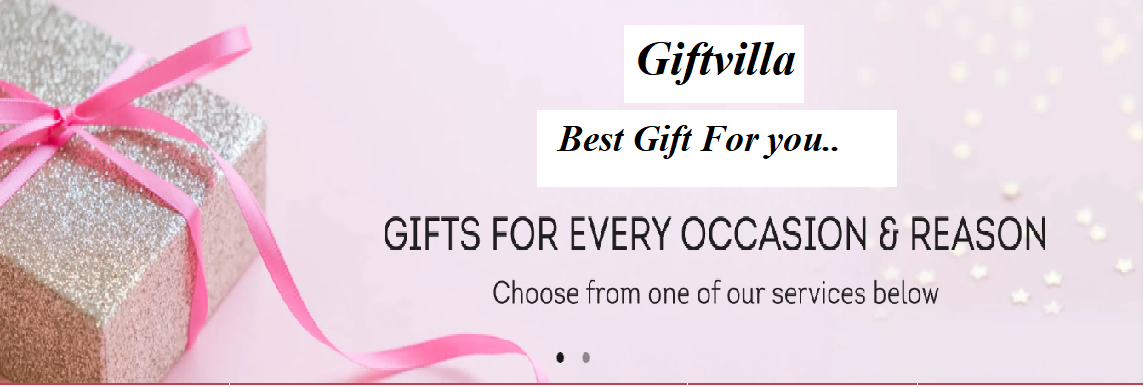 Giftvilla
Best Gift For you..
GIFTS FOR EVERY OCCASION & REASON
Choose from one of our services below